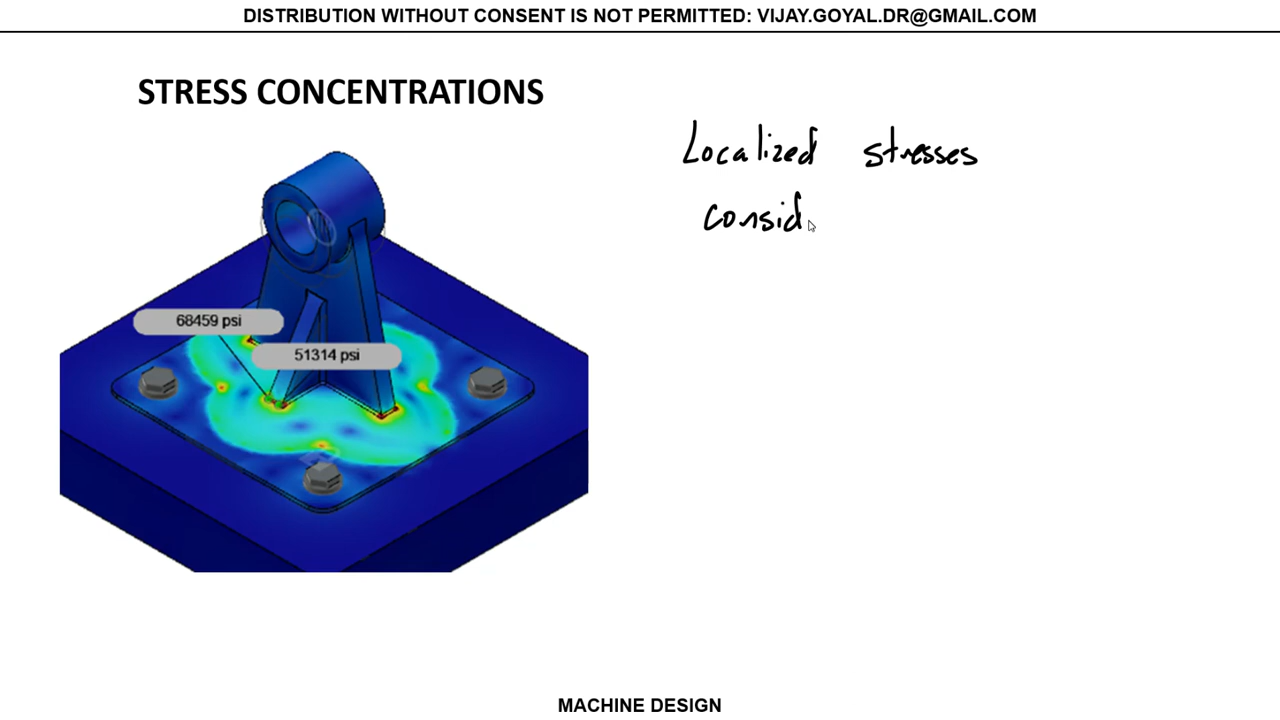 DISTRIBUTION WITHOUT CONSENT IS NOT PERMITTED: VIJAY.GOYAL.DR@GMAIL.COM
STRESS CONCENTRATIONS
Localized stresses
consid
68459 psi
51314 psi
MACHINE DESIGN